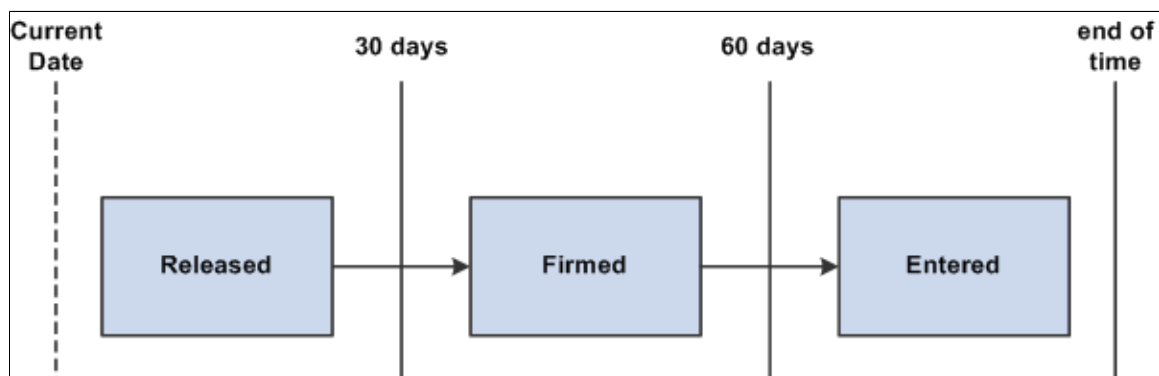 Current
Date
30 days
60 days
end of
time
Released
Firmed
Entered